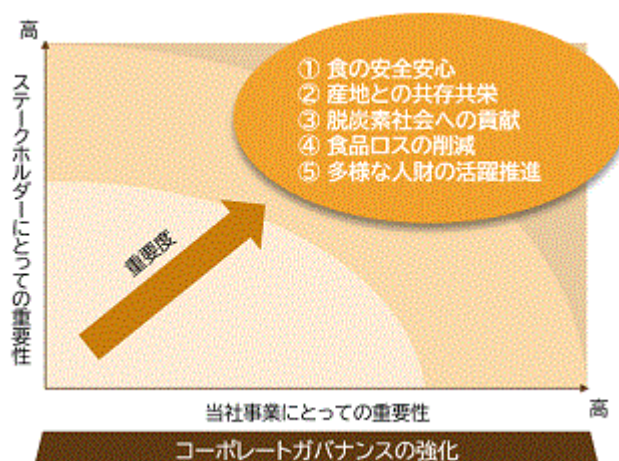 高
① 食の安全安心
② 産地との共存共栄
③ 脱炭素社会への貢献
④ 食品ロスの削減
⑤ 多様な人財の活躍推進
ステークホルダーにとっての重要性
重要度
当社事業にとっての重要性
高
コーポレートガバナンスの強化